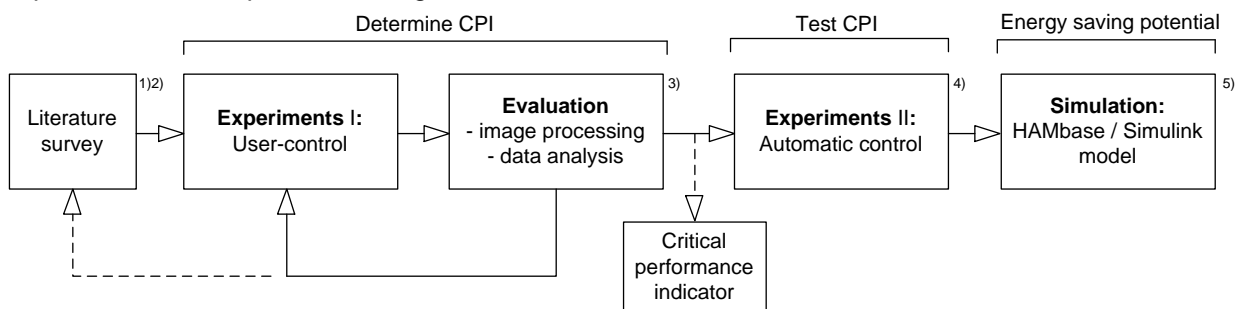 Determine CPI
Test CPI
Energy saving potential
Literature
survey
1)2)
Experiments I:
User-control
Evaluation
- image processing
- data analysis
3)
Experiments II:
Automatic control
4)
Simulation:
HAMbase / Simulink
model
5)
Critical
performance
indicator